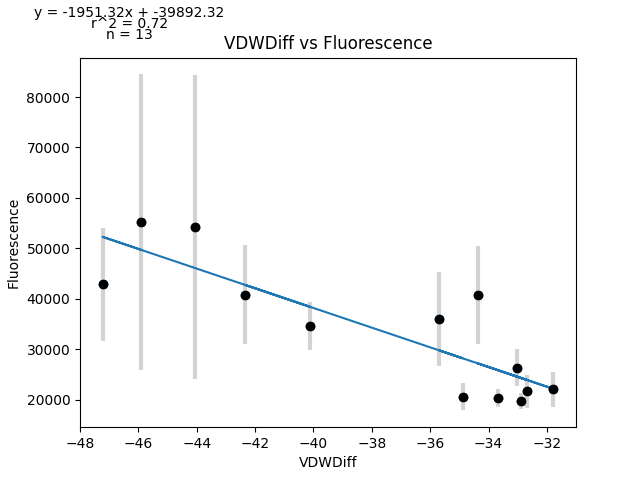 y = -1951.32x + -39892.32
r^2 = 0.72
n = 13
VDWDiff vs Fluorescence
80000
70000
60000
50000
40000
30000
20000
Fluorescence
−48 −46 −44 −42 −40 −38 −36 −34 −32
VDWDiff